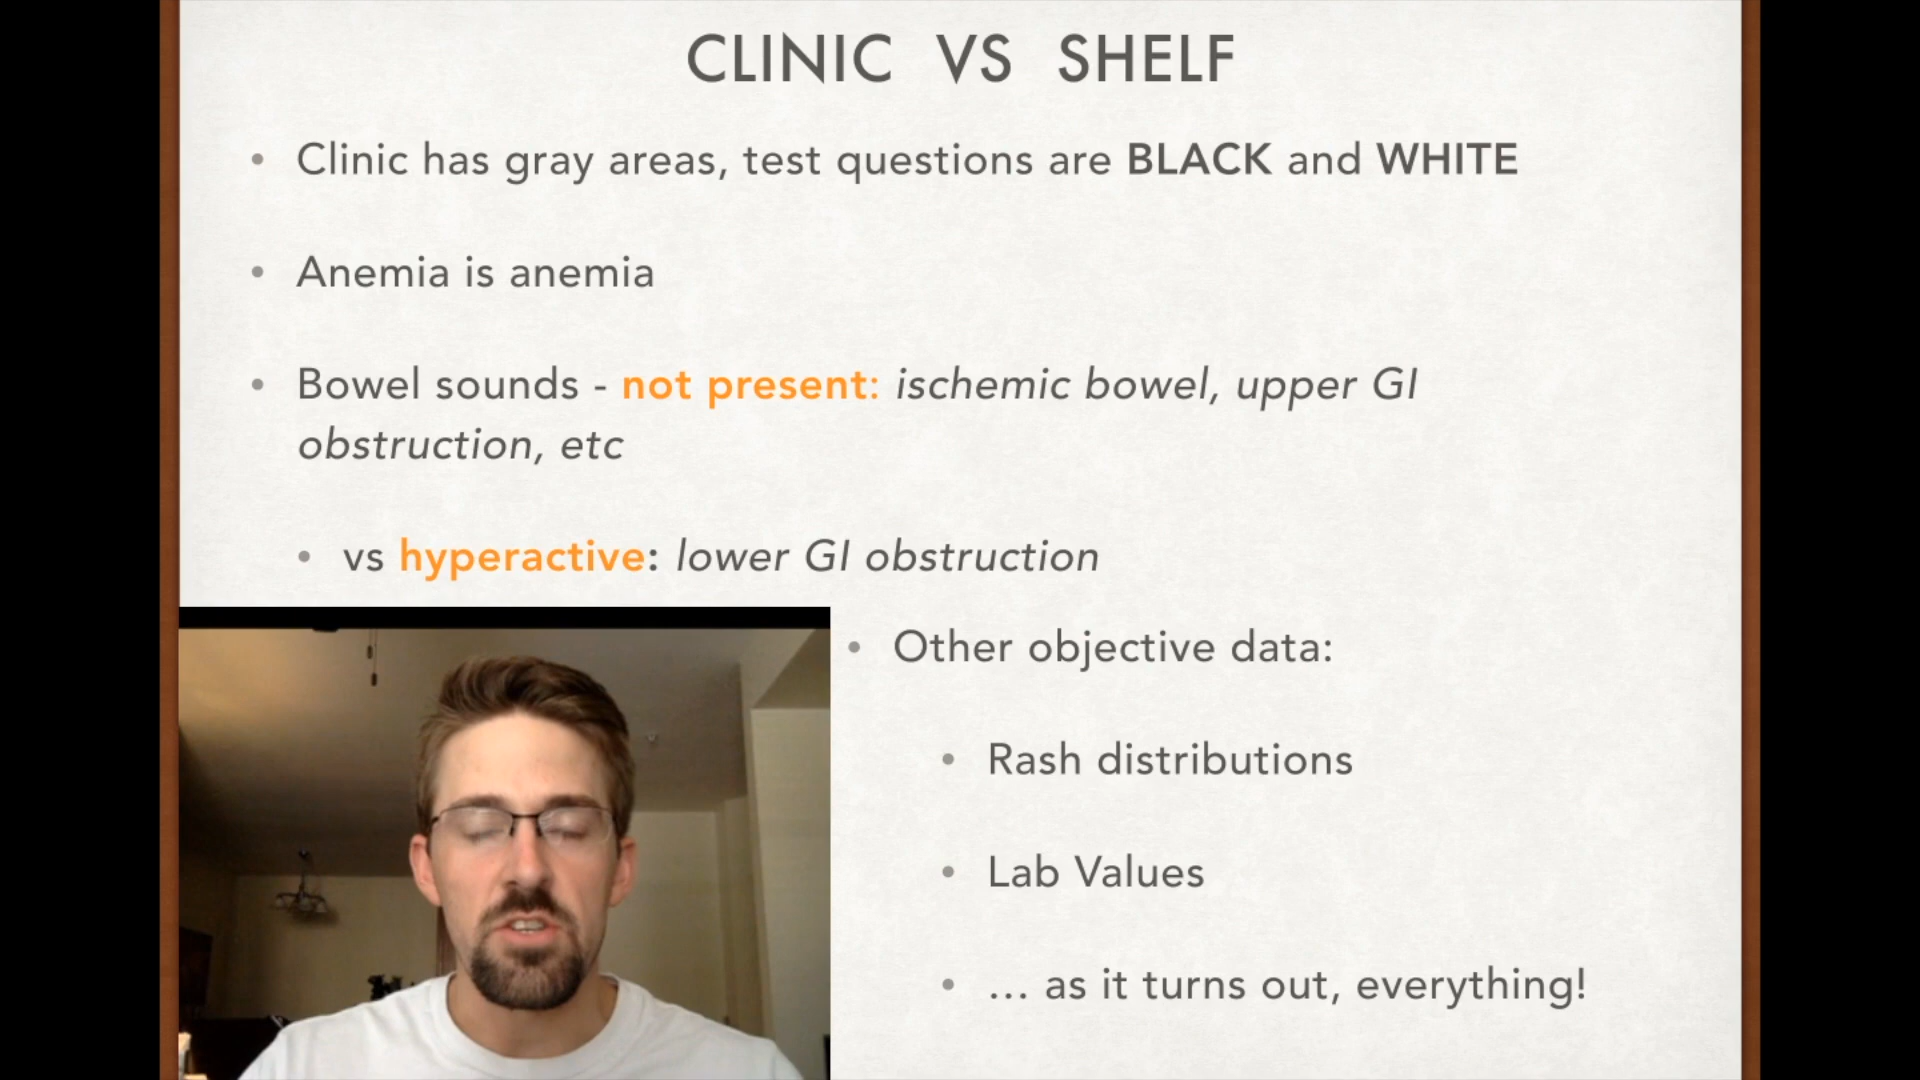 CLINIC VS SHELF
• Clinic has gray areas, test questions are BLACK and WHITE
• Anemia is anemia
• Bowel sounds - not present: ischemic bowel, upper GI
obstruction, etc
• vs hyperactive: lower GI obstruction
• Other objective data:
• Rash distributions
• Lab Values
• … as it turns out, everything!